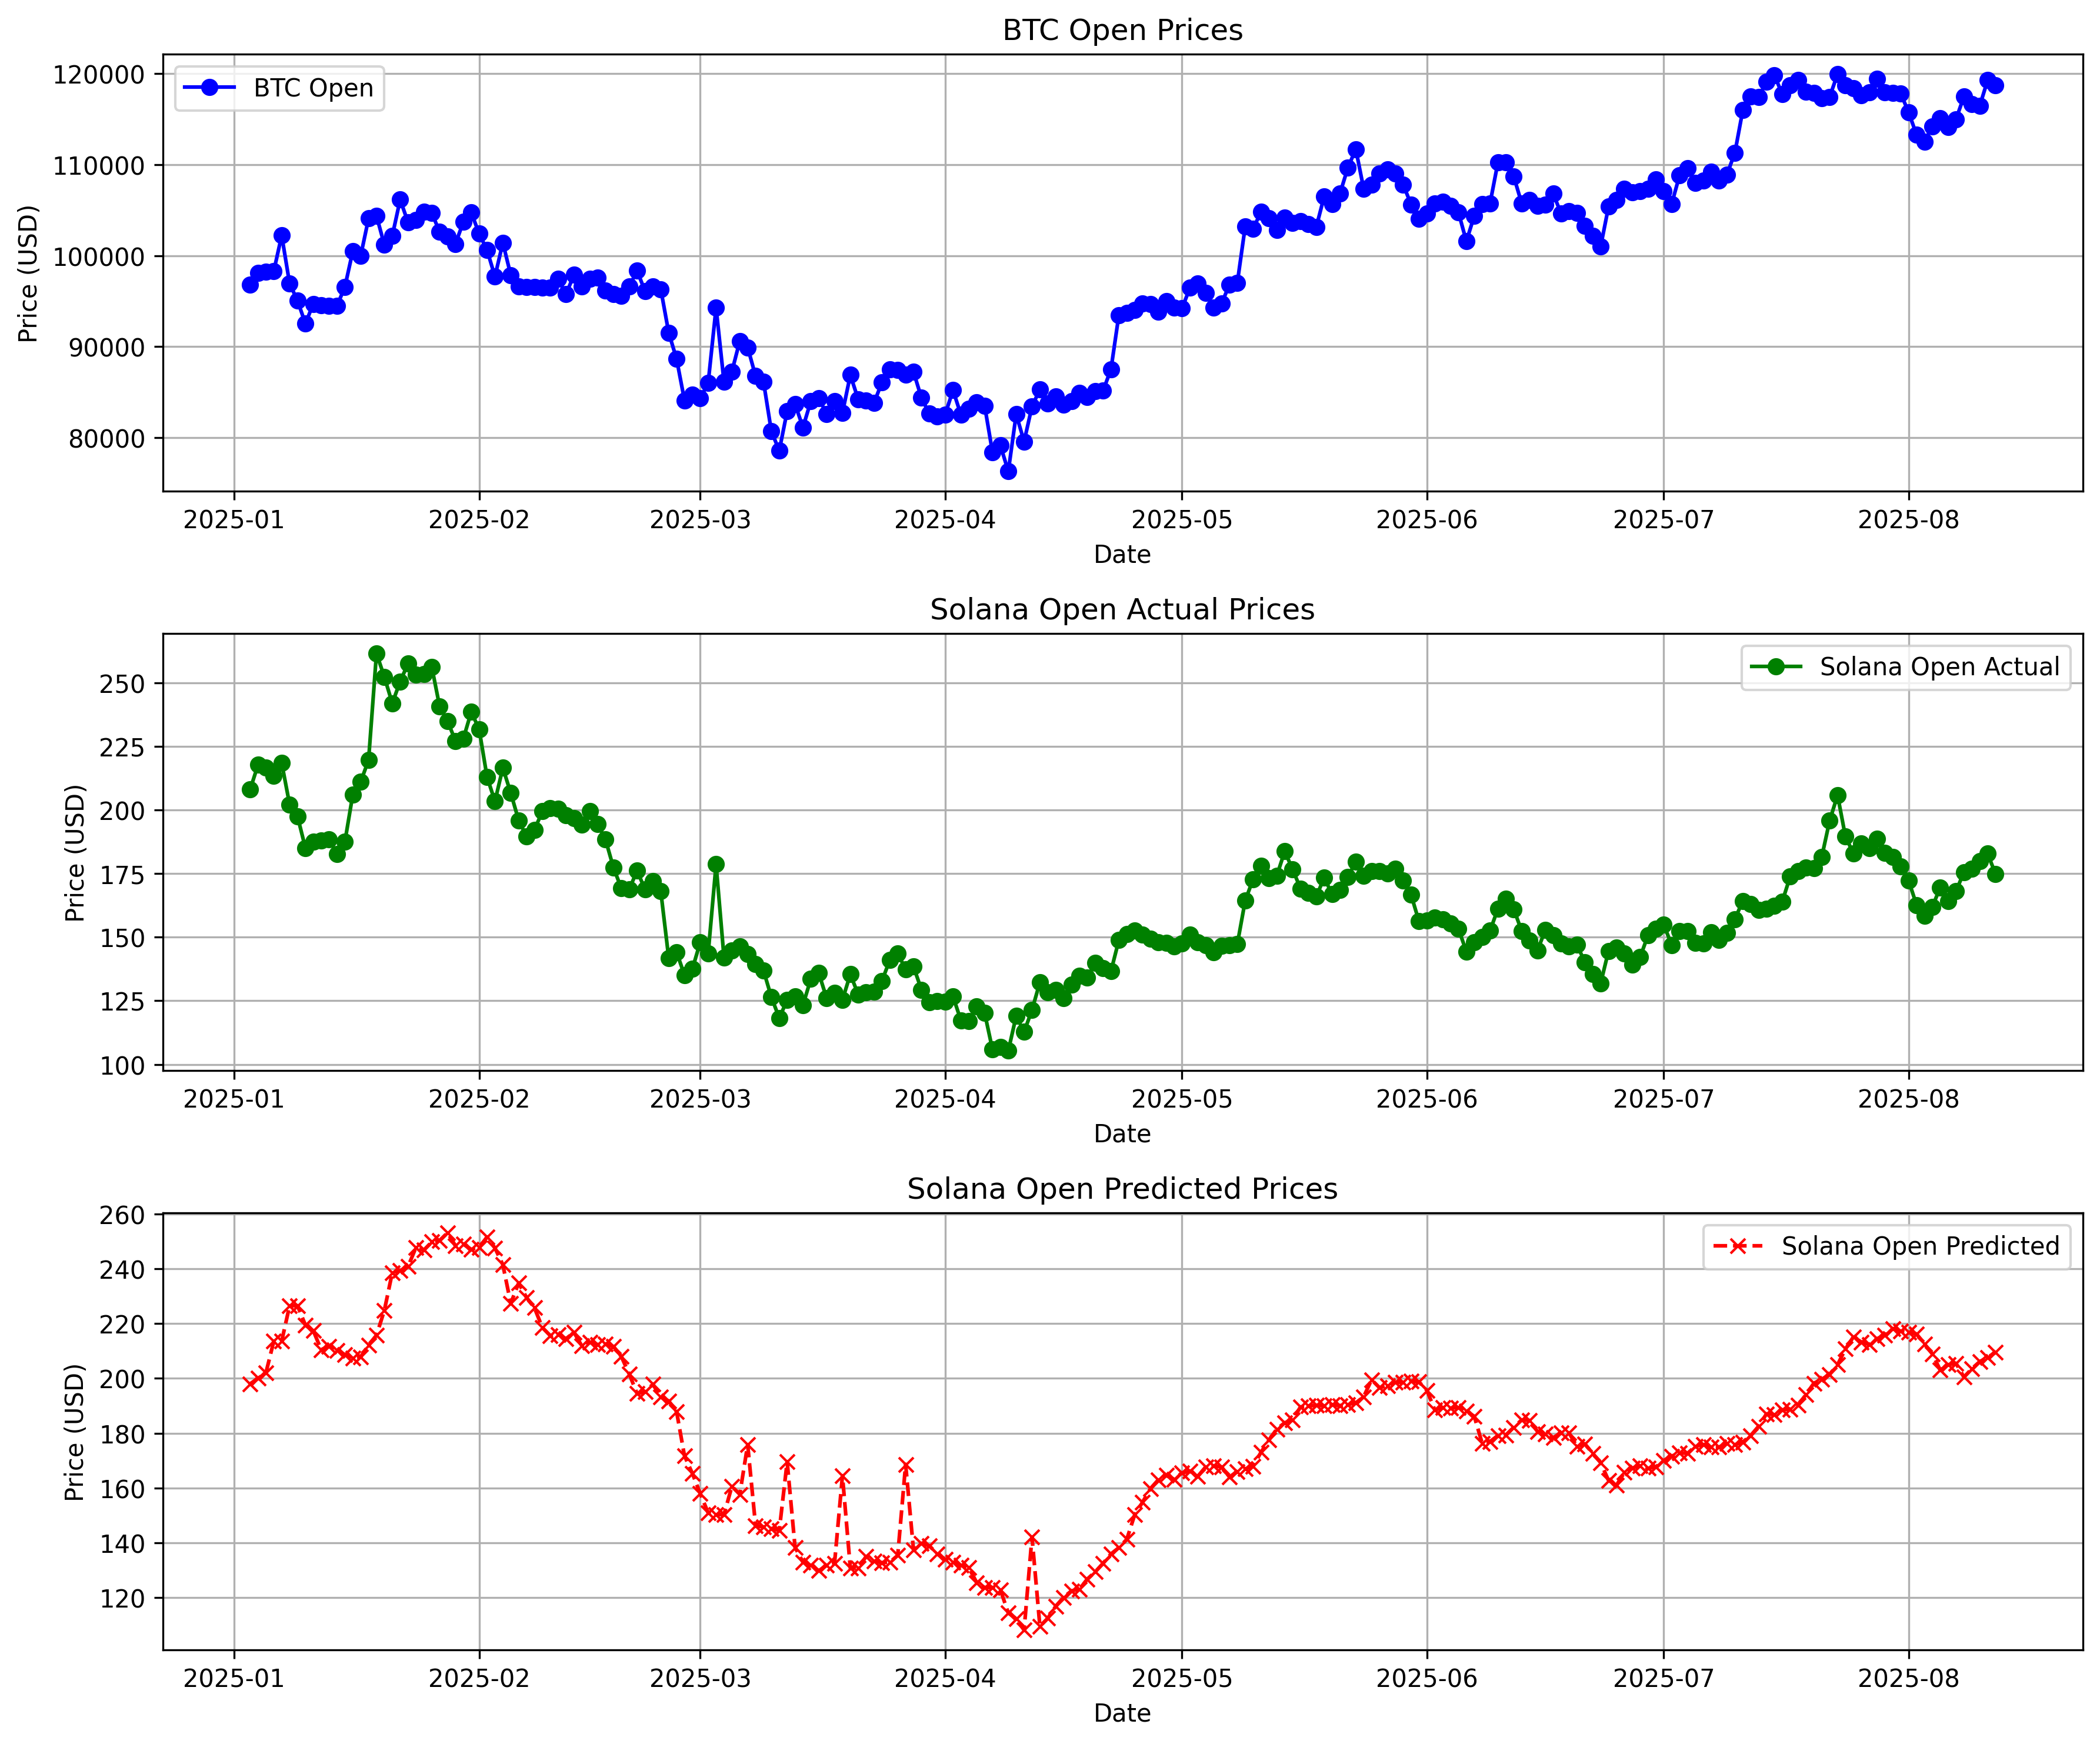 BTC Open Prices
BTC Open
Price (USD)
120000
110000
100000
90000
80000
2025-01 2025-02 2025-03 2025-04 2025-05 2025-06 2025-07 2025-08
Date
Solana Open Actual Prices
Solana Open Actual
Price (USD)
250
225
200
175
150
125
100
2025-01 2025-02 2025-03 2025-04 2025-05 2025-06 2025-07 2025-08
Date
Solana Open Predicted Prices
Solana Open Predicted
Price (USD)
260
240
220
200
180
160
140
120
2025-01 2025-02 2025-03 2025-04 2025-05 2025-06 2025-07 2025-08
Date